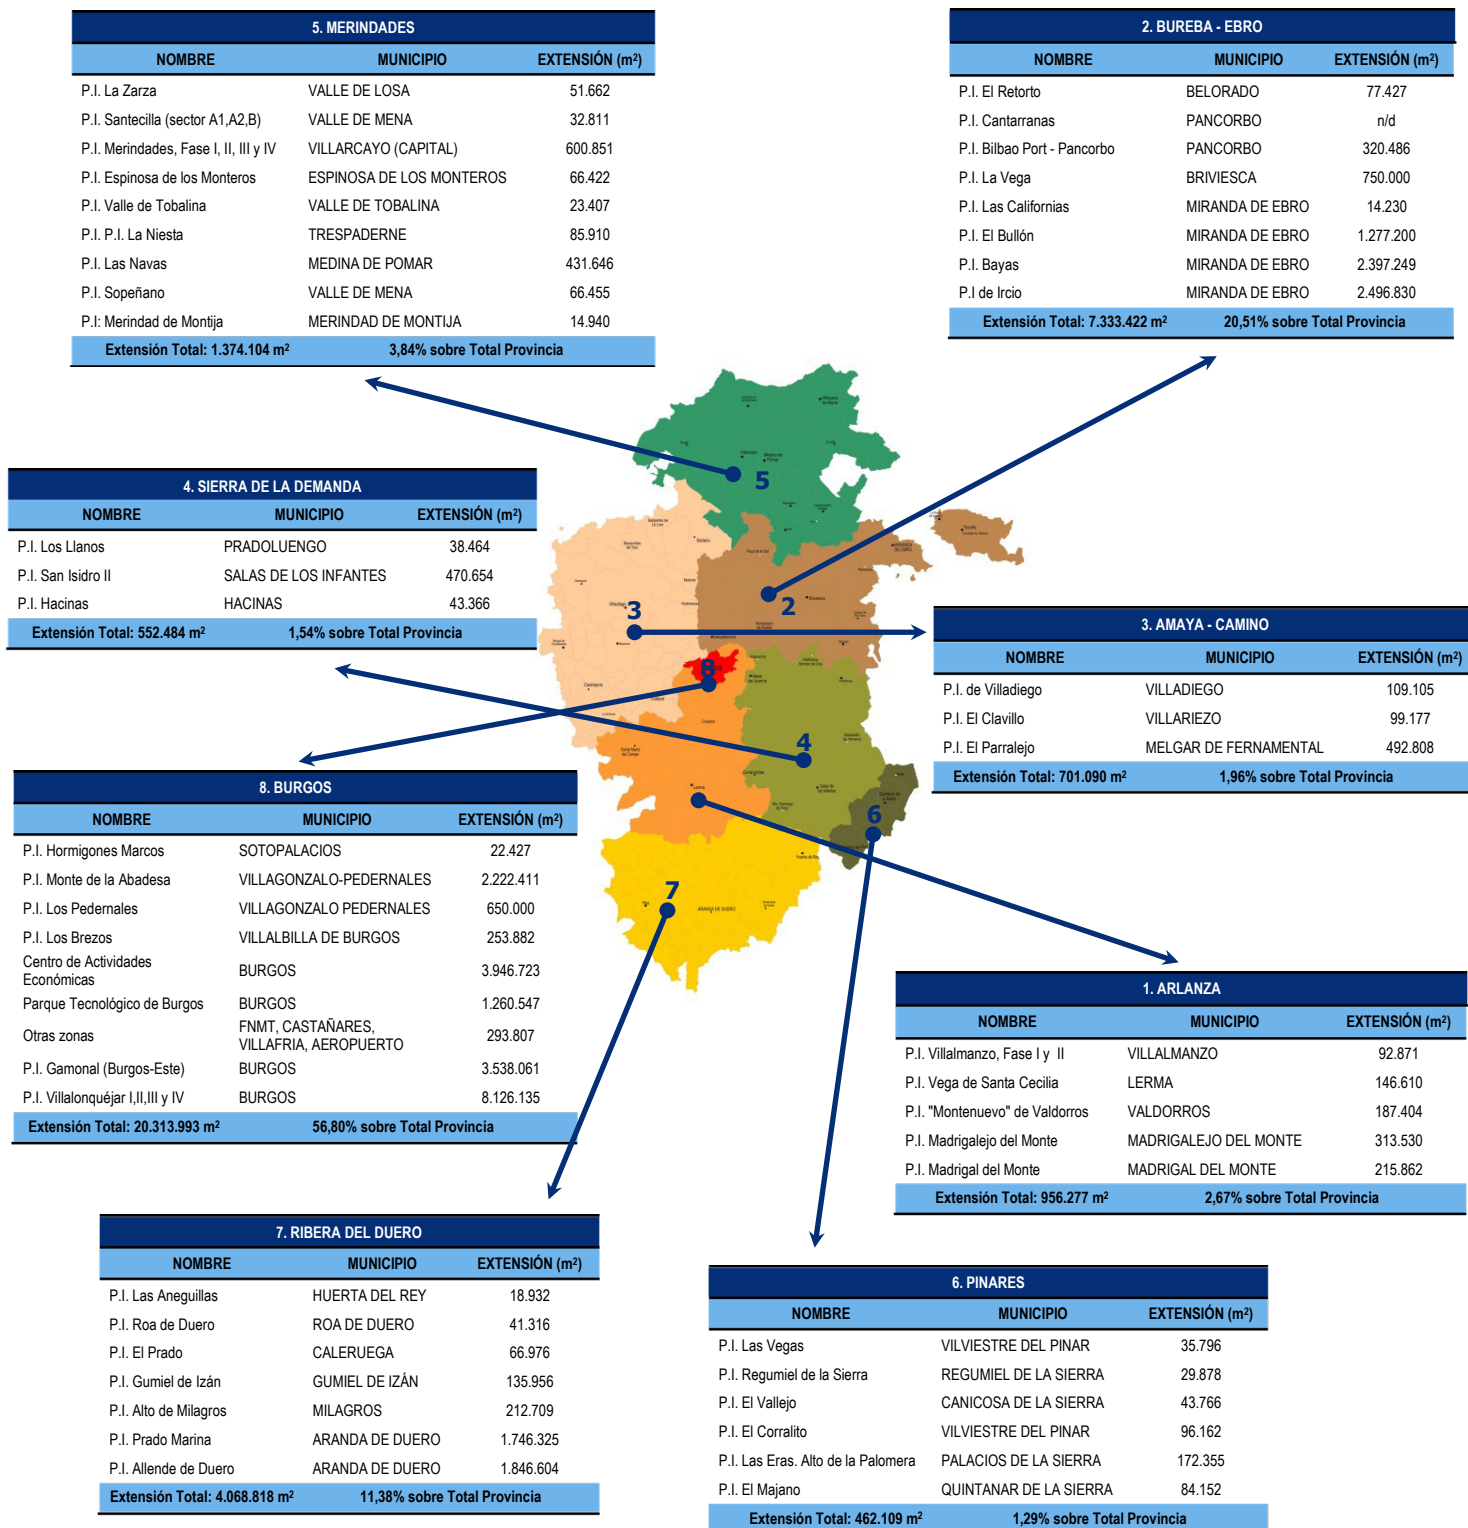 5. MERINDADES
NOMBRE MUNICIPIO EXTENSIÓN (m²)
P.I. La Zarza VALLE DE LOSA 51.662
P.I. Santecilla (sector A1,A2,B) VALLE DE MENA 32.811
P.I. Merindades, Fase I, II, III y IV VILLARCAYO (CAPITAL) 600.851
P.I. Espinosa de los Monteros ESPINOSA DE LOS MONTEROS 66.422
P.I. Valle de Tobalina VALLE DE TOBALINA 23.407
P.I. P.I. La Niesta TRESPADERNE 85.910
P.I. Las Navas MEDINA DE POMAR 431.646
P.I. Sopeñano VALLE DE MENA 66.455
P.I: Merindad de Montija MERINDAD DE MONTIJA 14.940
Extensión Total: 1.374.104 m² 3,84% sobre Total Provincia
2. BUREBA - EBRO
NOMBRE MUNICIPIO EXTENSIÓN (m²)
P.I. El Retorto BELORADO 77.427
P.I. Cantarranas PANCORBO n/d
P.I. Bilbao Port - Pancorbo PANCORBO 320.486
P.I. La Vega BRIVIESCA 750.000
P.I. Las Californias MIRANDA DE EBRO 14.230
P.I. El Bullón MIRANDA DE EBRO 1.277.200
P.I. Bayas MIRANDA DE EBRO 2.397.249
P.I de Ircio MIRANDA DE EBRO 2.496.830
Extensión Total: 7.333.422 m² 20,51% sobre Total Provincia
4. SIERRA DE LA DEMANDA
NOMBRE MUNICIPIO EXTENSIÓN (m²)
P.I. Los Llanos PRADOLUENGO 38.464
P.I. San Isidro II SALAS DE LOS INFANTES 470.654
P.I. Hacinas HACINAS 43.366
Extensión Total: 552.484 m² 1,54% sobre Total Provincia
5
2
3
8
4
6
7
ARANDA DE DUERO
3. AMAYA - CAMINO
NOMBRE MUNICIPIO EXTENSIÓN (m²)
P.I. de Villadiego VILLADIEGO 109.105
P.I. El Clavillo VILLARIEZO 99.177
P.I. El Parralejo MELGAR DE FERNAMENTAL 492.808
Extensión Total: 701.090 m² 1,96% sobre Total Provincia
8. BURGOS
NOMBRE MUNICIPIO EXTENSIÓN (m²)
P.I. Hormigones Marcos SOTOPALACIOS 22.427
P.I. Monte de la Abadesa VILLAGONZALO-PEDERNALES 2.222.411
P.I. Los Pedernales VILLAGONZALO PEDERNALES 650.000
P.I. Los Brezos VILLALBILLA DE BURGOS 253.882
Centro de Actividades
Económicas BURGOS 3.946.723
Parque Tecnológico de Burgos BURGOS 1.260.547
Otras zonas FNMT, CASTAÑARES,
VILLAFRIA, AEROPUERTO 293.807
P.I. Gamonal (Burgos-Este) BURGOS 3.538.061
P.I. Villalonquéjar I,II,III y IV BURGOS 8.126.135
Extensión Total: 20.313.993 m² 56,80% sobre Total Provincia
1. ARLANZA
NOMBRE MUNICIPIO EXTENSIÓN (m²)
P.I. Villalmanzo, Fase I y II VILLALMANZO 92.871
P.I. Vega de Santa Cecilia LERMA 146.610
P.I. "Montenuevo" de Valdorros VALDORROS 187.404
P.I. Madrigalejo del Monte MADRIGALEJO DEL MONTE 313.530
P.I. Madrigal del Monte MADRIGAL DEL MONTE 215.862
Extensión Total: 956.277 m² 2,67% sobre Total Provincia
7. RIBERA DEL DUERO
NOMBRE MUNICIPIO EXTENSIÓN (m²)
P.I. Las Aneguillas HUERTA DEL REY 18.932
P.I. Roa de Duero ROA DE DUERO 41.316
P.I. El Prado CALERUEGA 66.976
P.I. Gumiel de Izán GUMIEL DE IZÁN 135.956
P.I. Alto de Milagros MILAGROS 212.709
P.I. Prado Marina ARANDA DE DUERO 1.746.325
P.I. Allende de Duero ARANDA DE DUERO 1.846.604
Extensión Total: 4.068.818 m² 11,38% sobre Total Provincia
6. PINARES
NOMBRE MUNICIPIO EXTENSIÓN (m²)
P.I. Las Vegas VILVIESTRE DEL PINAR 35.796
P.I. Regumiel de la Sierra REGUMIEL DE LA SIERRA 29.878
P.I. El Vallejo CANICOSA DE LA SIERRA 43.766
P.I. El Corralito VILVIESTRE DEL PINAR 96.162
P.I. Las Eras. Alto de la Palomera PALACIOS DE LA SIERRA 172.355
P.I. El Majano QUINTANAR DE LA SIERRA 84.152
Extensión Total: 462.109 m² 1,29% sobre Total Provincia